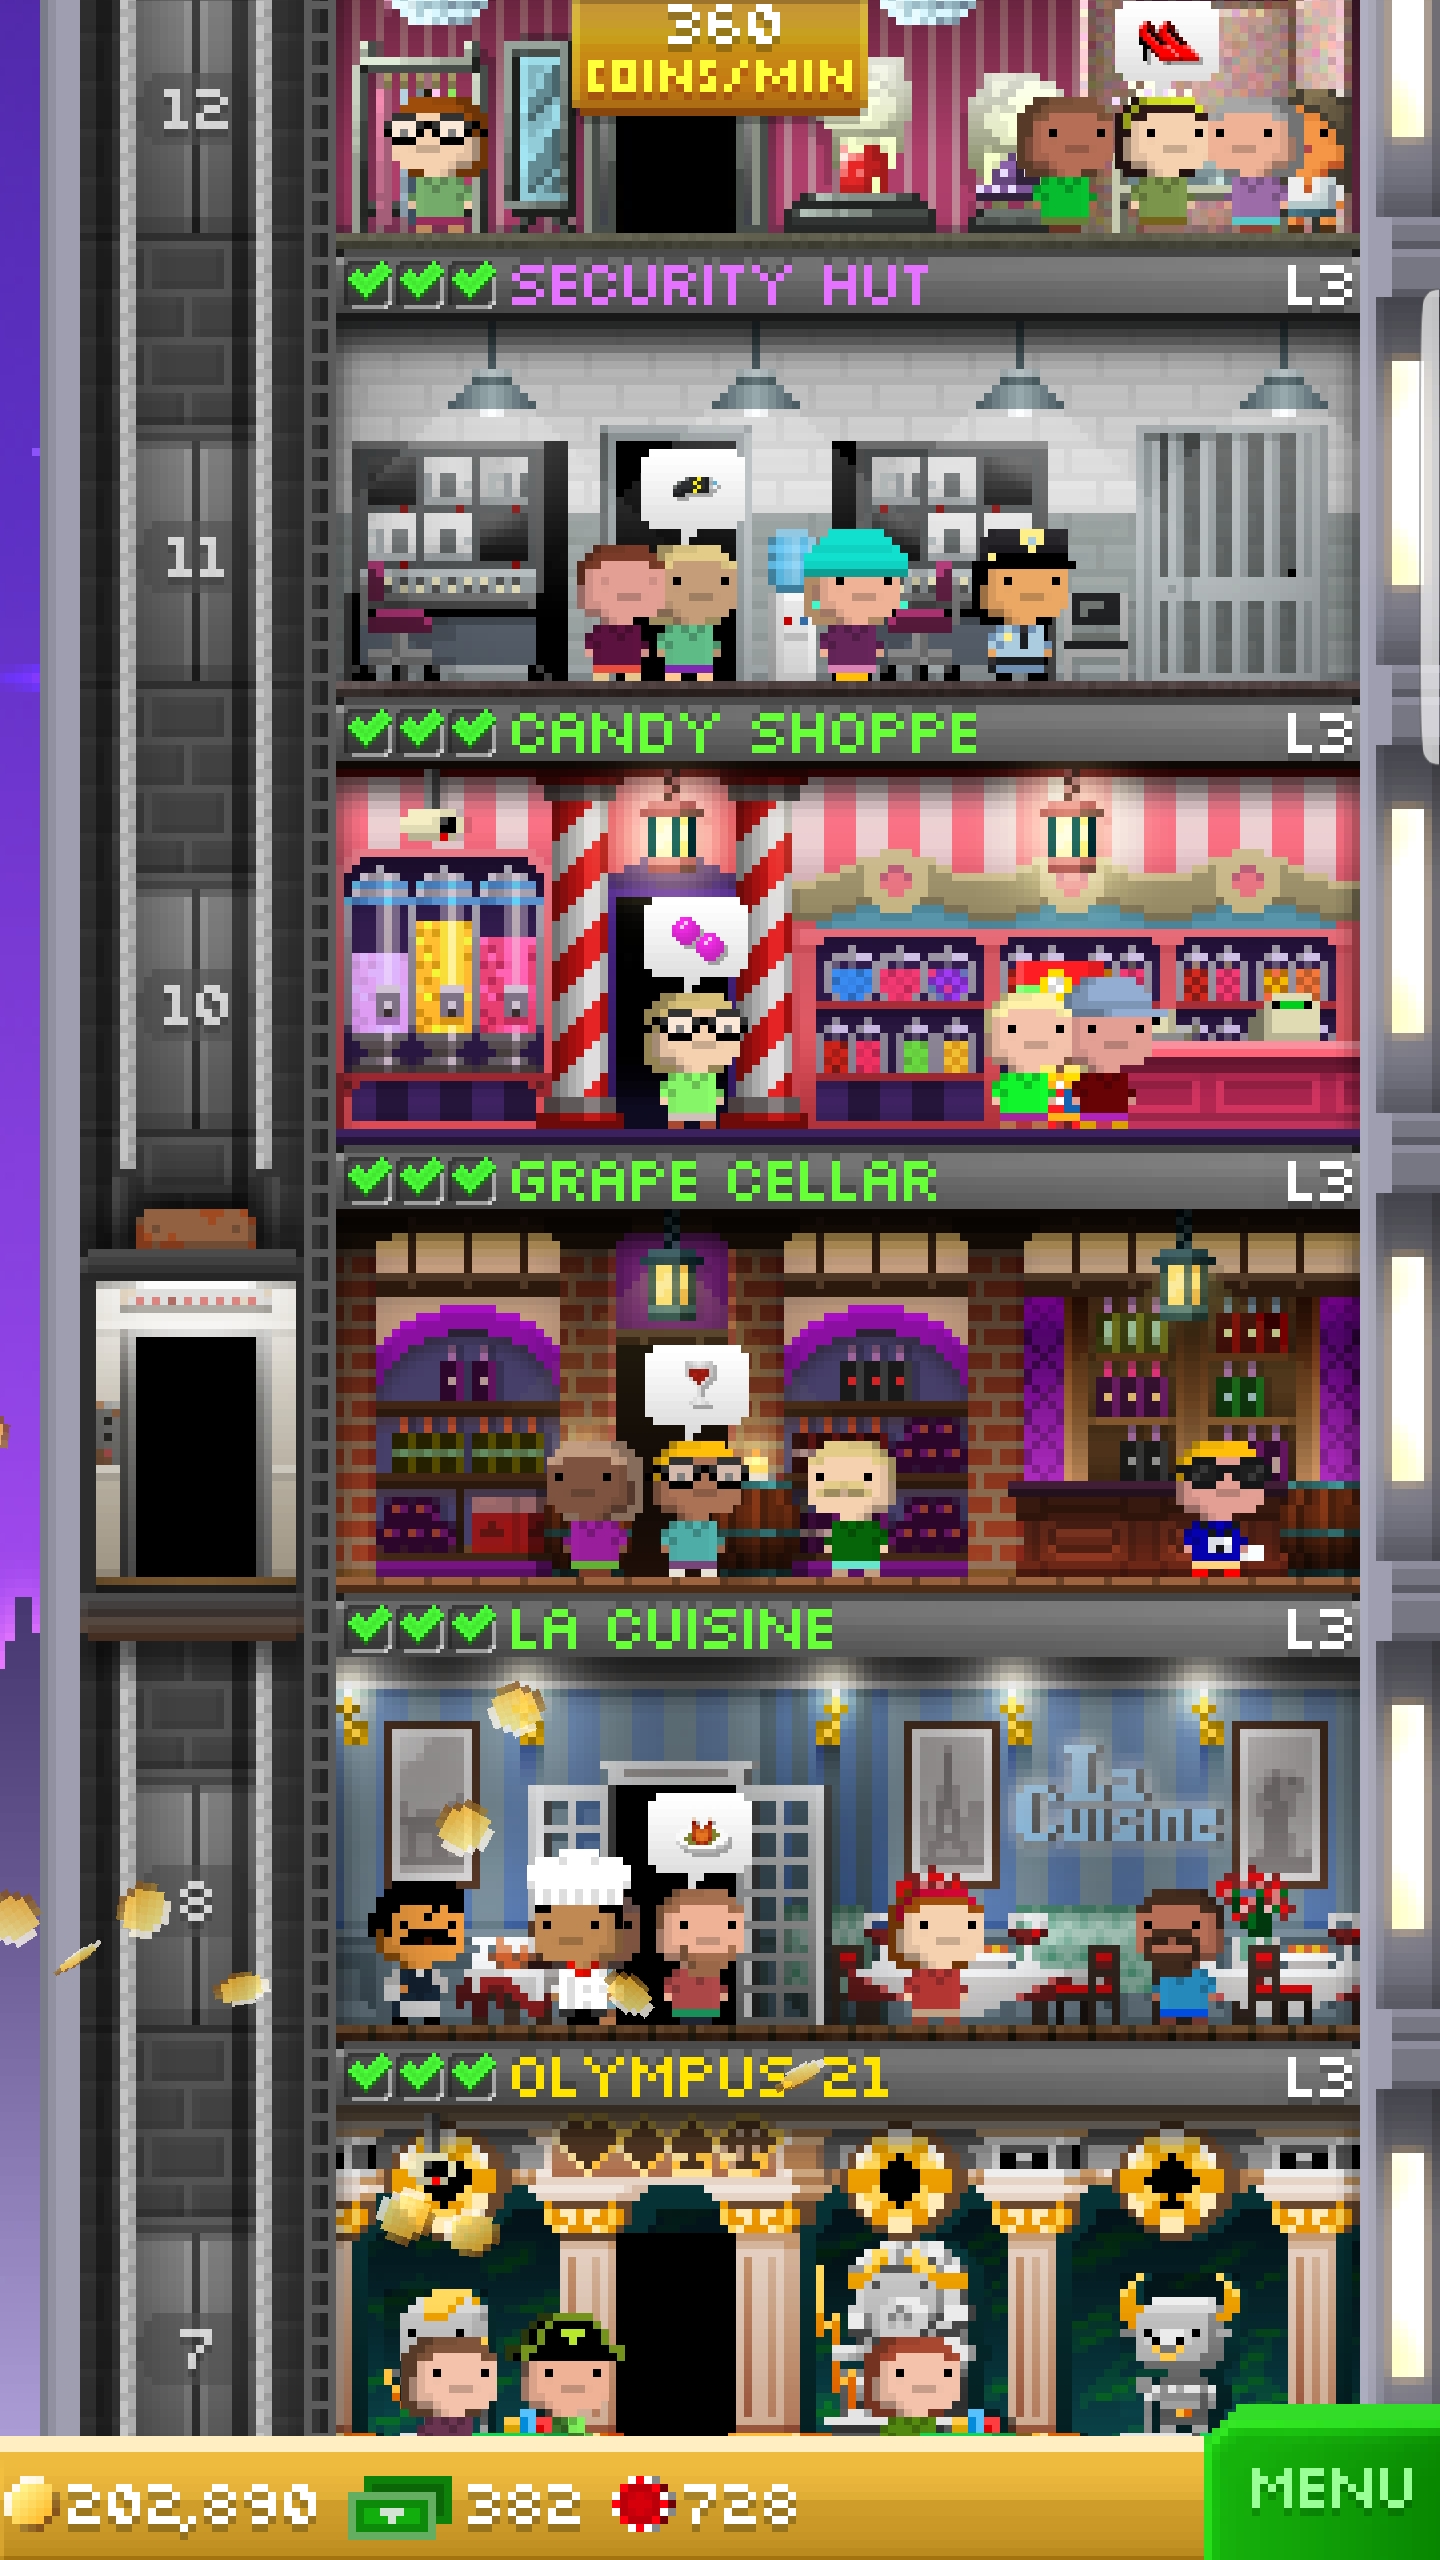 360
COINS/MIN
12
SECURITY HUT L3
11
CANDY SHOPPE L3
10
GRAPE CELLAR L3
LA CUISINE L3
La
Cuisine
8
OLYMPUS 21 L3
7
202,890 382 728
MENU